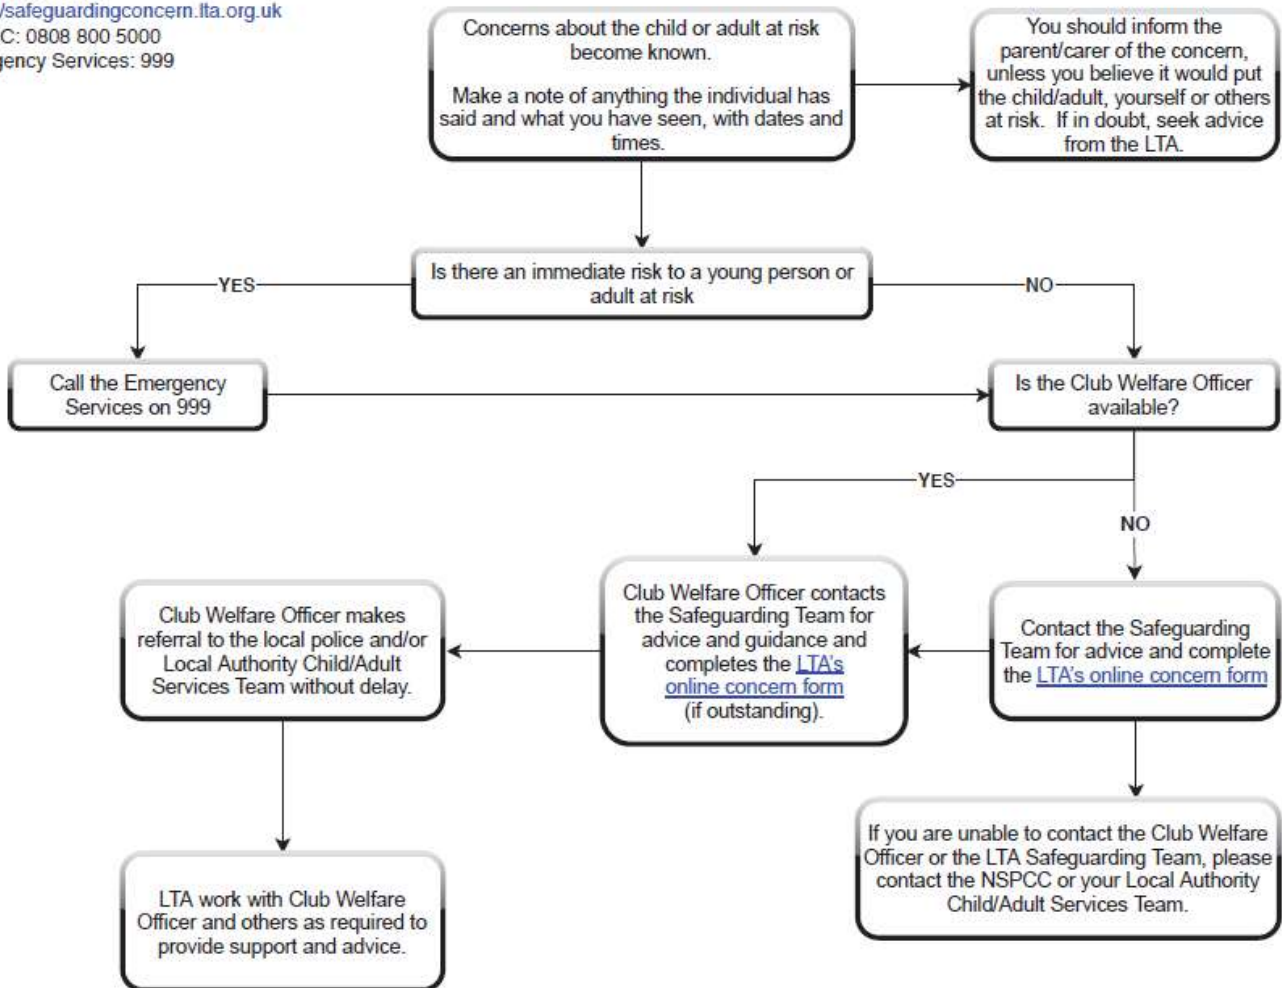 /safeguardingconcern.lta.org.uk
C: 0808 800 5000
gency Services: 999
Concerns about the child or adult at risk
become known.
Make a note of anything the individual has
said and what you have seen, with dates and
times.
You should inform the
parent/carer of the concern,
unless you believe it would put
the child/adult, yourself or others
at risk. If in doubt, seek advice
from the LTA.
Is there an immediate risk to a young person or
adult at risk
YES
NO
Call the Emergency
Services on 999
Is the Club Welfare Officer
available?
YES
NO
Club Welfare Officer makes
referral to the local police and/or
Local Authority Child/Adult
Services Team without delay.
Club Welfare Officer contacts
the Safeguarding Team for
advice and guidance and
completes the LTA's
online concern form
(if outstanding).
Contact the Safeguarding
Team for advice and complete
the LTA's online concern form
If you are unable to contact the Club Welfare
Officer or the LTA Safeguarding Team, please
contact the NSPCC or your Local Authority
Child/Adult Services Team.
LTA work with Club Welfare
Officer and others as required to
provide support and advice.